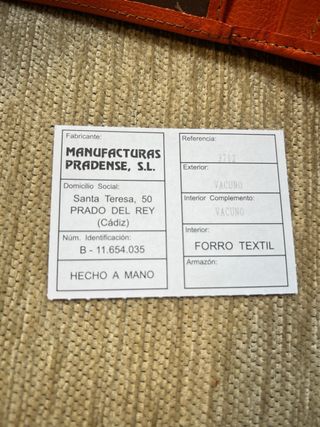 Fabricante:
MANUFACTURAS
PRADENSE, S.L.
Domicilio Social:
Santa Teresa, 50
PRADO DEL REY
(Cádiz)
Núm. Identificación:
B - 11.654.035
HECHO A MANO
Referencia:
Exterior:
VACUNO
Interior Complemento:
VACUNO
Interior:
FORRO TEXTIL
Armazón: